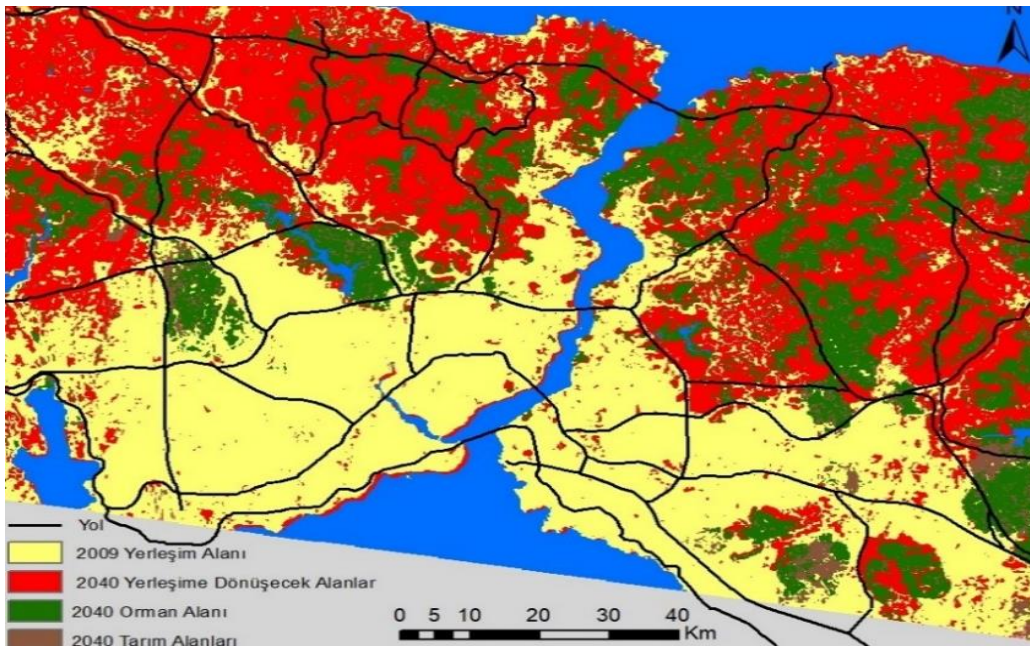 N
Yol
2009 Yerleşim Alanı
2040 Yerleşime Dönüşecek Alanlar
2040 Orman Alanı
2040 Tarım Alanları
0 5 10 20 30 40
Km